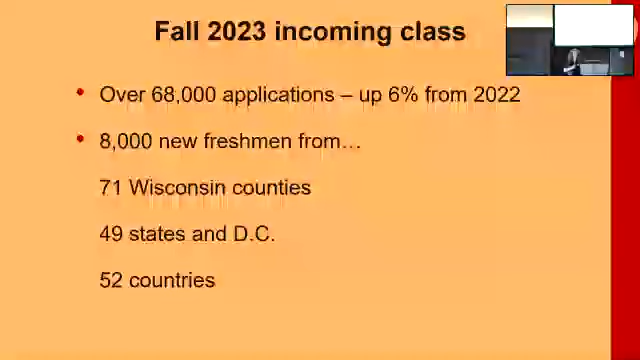 Fall 2023 incoming class
• Over 68,000 applications – up 6% from 2022
• 8,000 new freshmen from…
71 Wisconsin counties
49 states and D.C.
52 countries